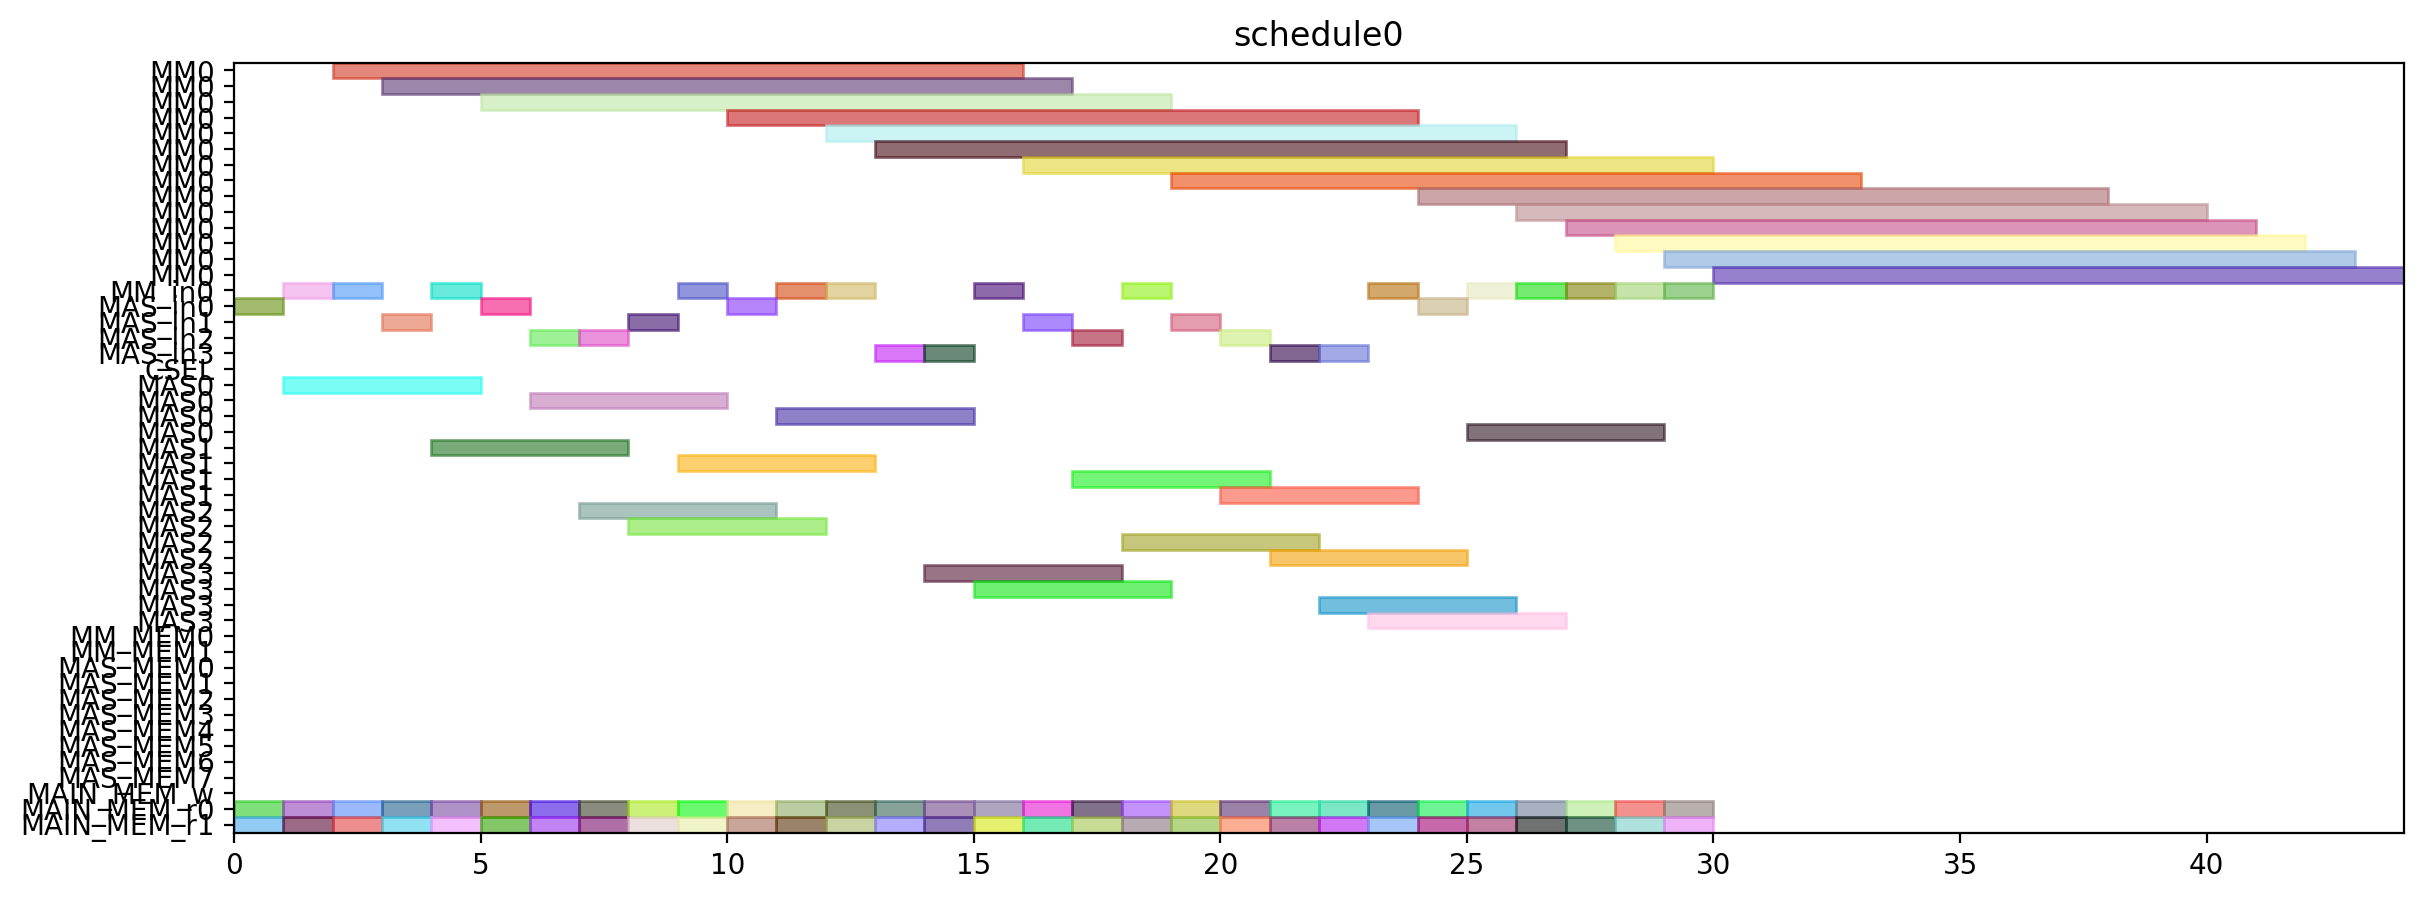 schedule0
MM0
MM0
MM0
MM0
MM0
MM0
MM0
MM0
MM0
MM0
MM0
MM0
MM0
MM0
MM_in0
MAS_in0
MAS_in1
MAS_in2
MAS_in3
CSEL
MAS0
MAS0
MAS0
MAS0
MAS1
MAS1
MAS1
MAS1
MAS2
MAS2
MAS2
MAS2
MAS3
MAS3
MAS3
MAS3
MM_MEM0
MM_MEM1
MAS_MEM0
MAS_MEM1
MAS_MEM2
MAS_MEM3
MAS_MEM4
MAS_MEM5
MAS_MEM6
MAS_MEM7
MAIN_MEM_w
MAIN_MEM_r0
MAIN_MEM_r1
0 5 10 15 20 25 30 35 40